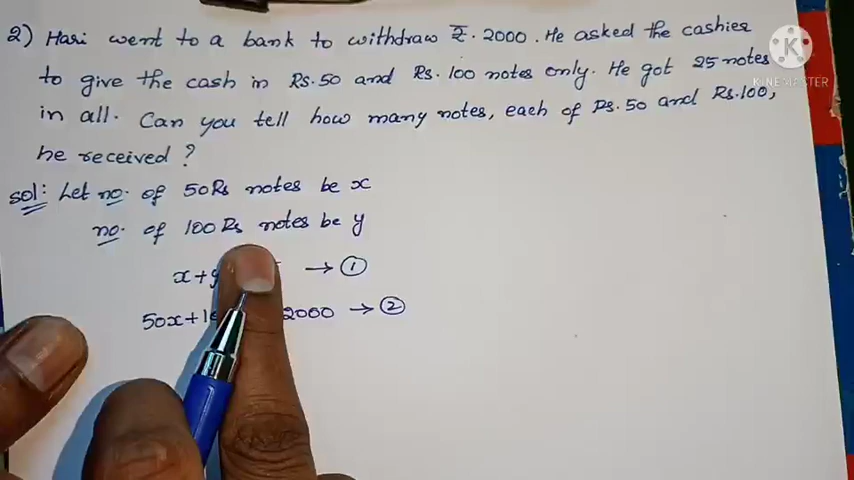 2) Hari went to a bank to withdraw ₹. 2000. He asked the cashier
to give the cash in Rs.50 and Rs.100 notes only. He got 25 notes
in all. Can you tell how many notes, each of Rs.50 and Rs.100,
he received?
Sol: Let no. of 50Rs notes be x
no. of 100Rs notes be y
x+y → ①
50x+1 2000 → ②
KINEMASTER